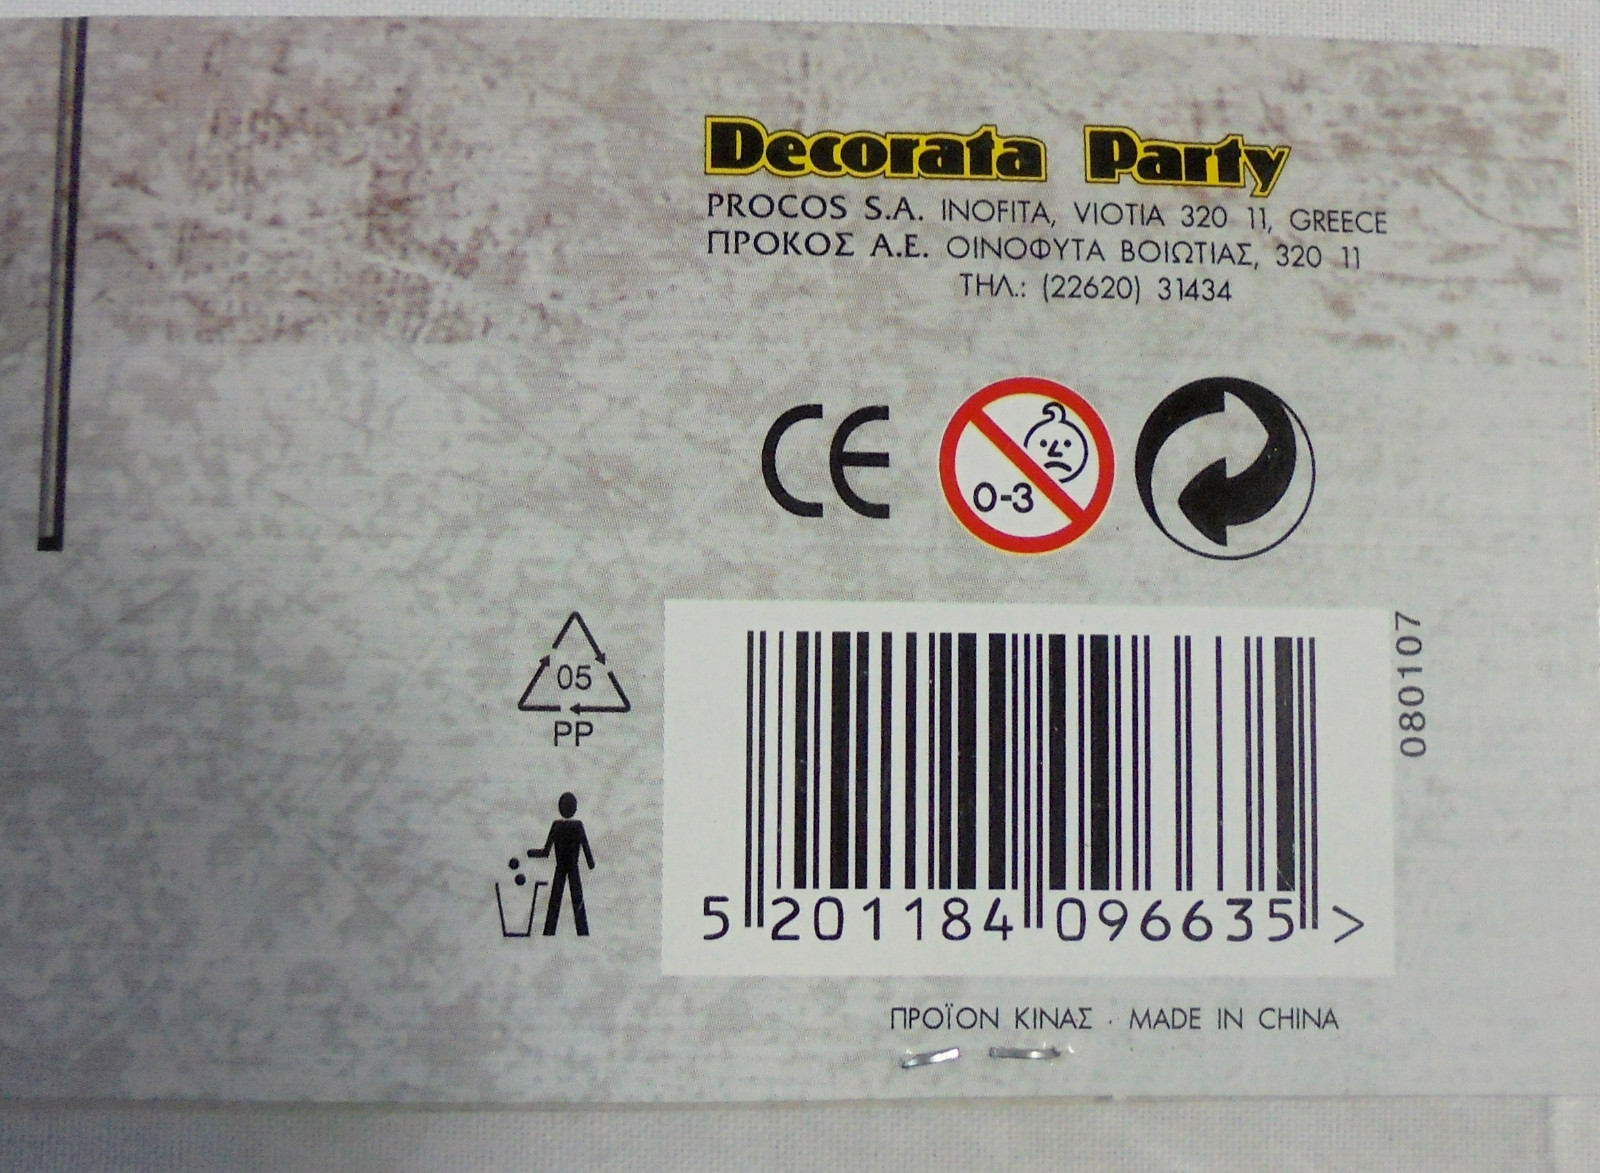 Decorata Party
PROCOS S.A. INOFITA, VIOTIA 320 11, GREECE
ΠΡΟΚΟΣ Α.Ε. ΟΙΝΟΦΥΤΑ ΒΟΙΩΤΙΑΣ, 320 11
ΤΗΛ.: (22620) 31434
CE
0-3
05
PP
080107
5 201184 096635 >
ΠΡΟΪΟΝ ΚΙΝΑΣ · MADE IN CHINA